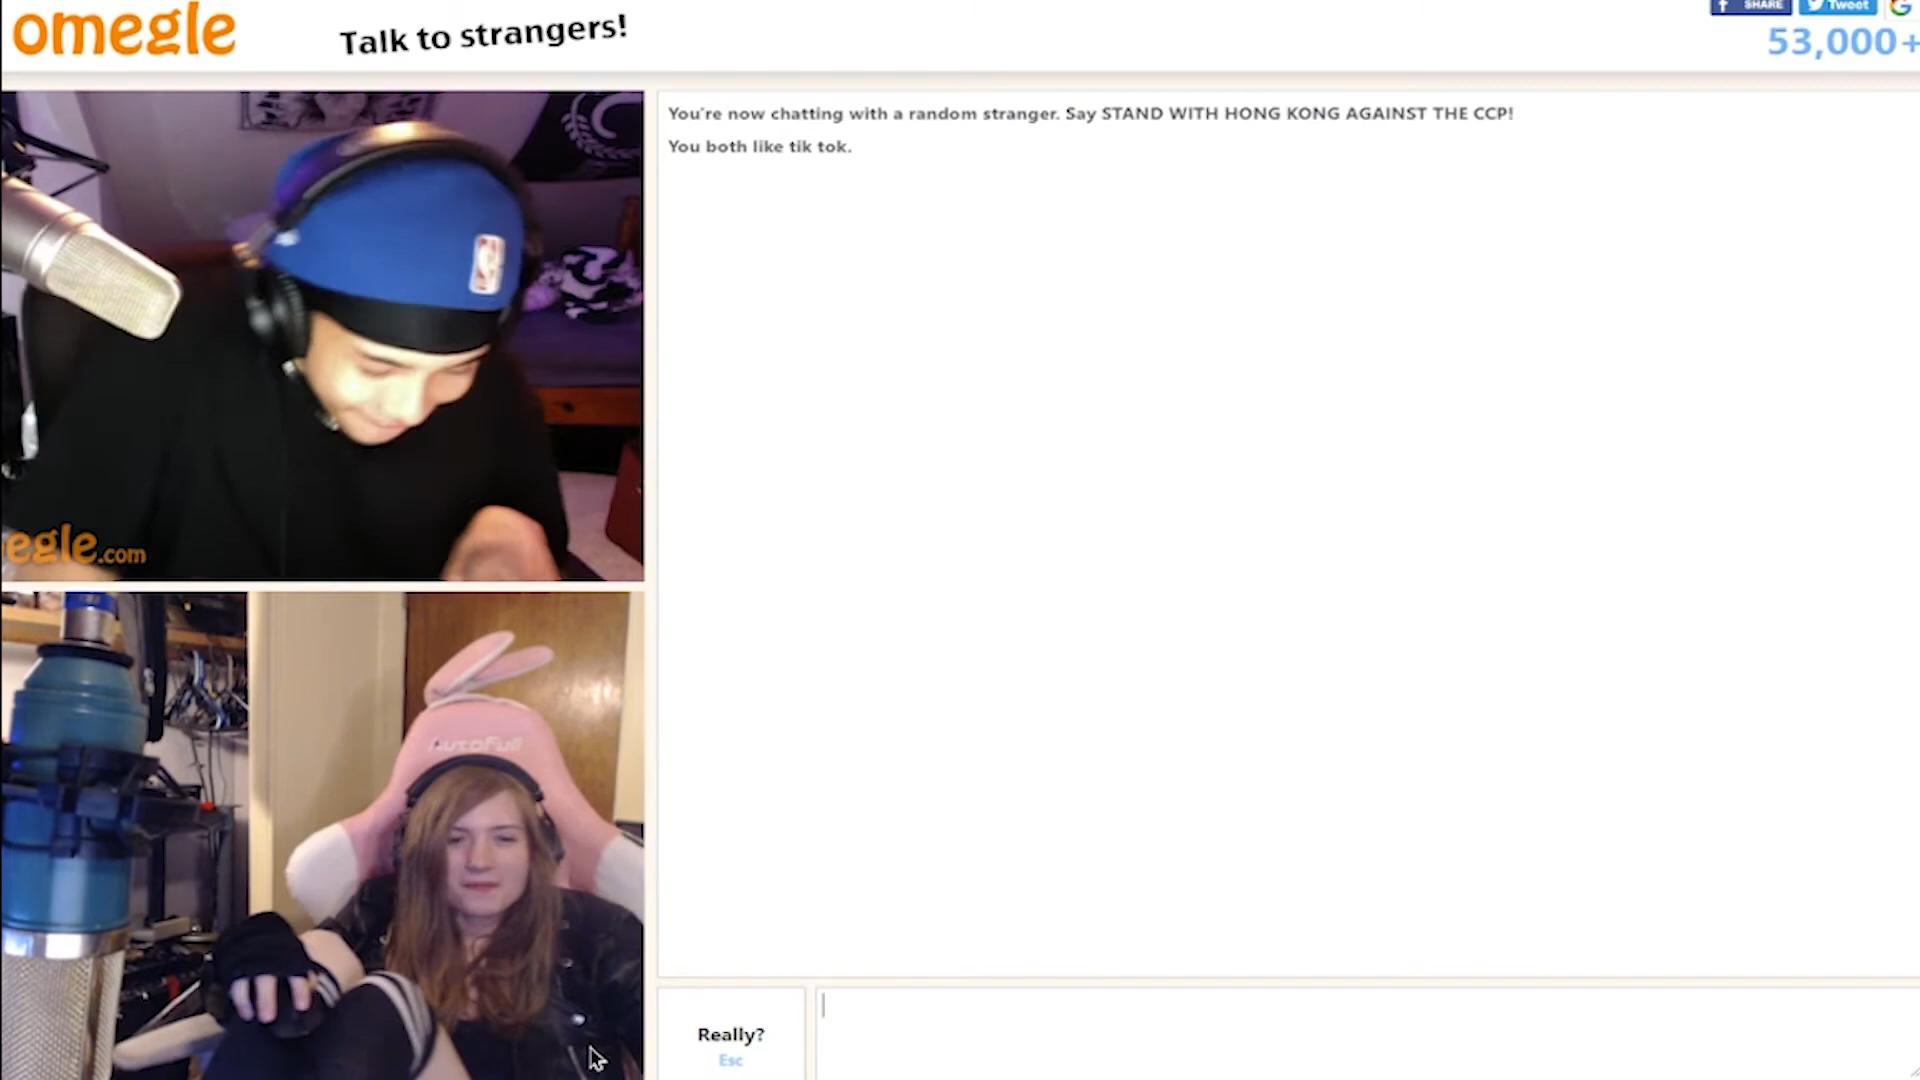 omegle
Talk to strangers!
SHARE
Tweet
53,000+
You're now chatting with a random stranger. Say STAND WITH HONG KONG AGAINST THE CCP!
You both like tik tok.
egle.com
AutoFull
Really?
Esc